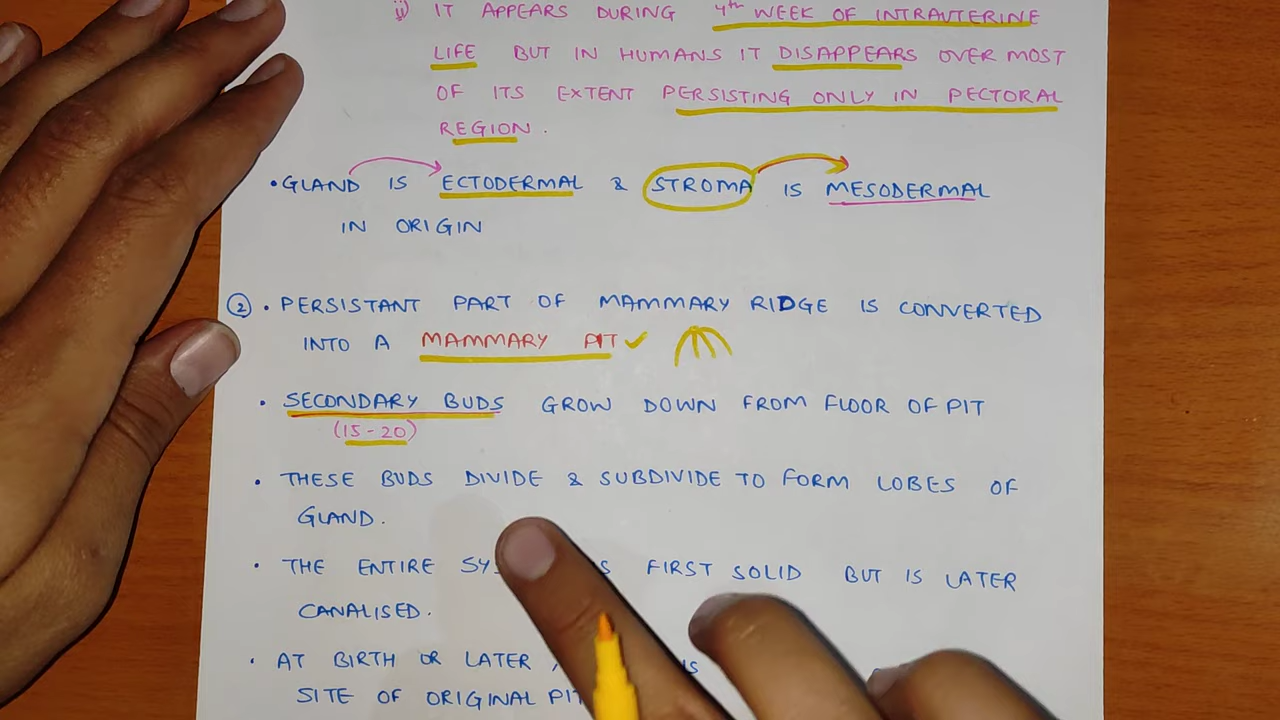 ii) IT APPEARS DURING 4th WEEK OF INTRAUTERINE
LIFE BUT IN HUMANS IT DISAPPEARS OVER MOST
OF ITS EXTENT PERSISTING ONLY IN PECTORAL
REGION.
• GLAND IS ECTODERMAL & STROMA IS MESODERMAL
IN ORIGIN
② • PERSISTANT PART OF MAMMARY RIDGE IS CONVERTED
INTO A MAMMARY PIT ✓
• SECONDARY BUDS GROW DOWN FROM FLOOR OF PIT
(15-20)
• THESE BUDS DIVIDE & SUBDIVIDE TO FORM LOBES OF
GLAND.
• THE ENTIRE FIRST SOLID BUT IS LATER
CANALISED.
• AT BIRTH OR LATER,
SITE OF ORIGINAL PIT